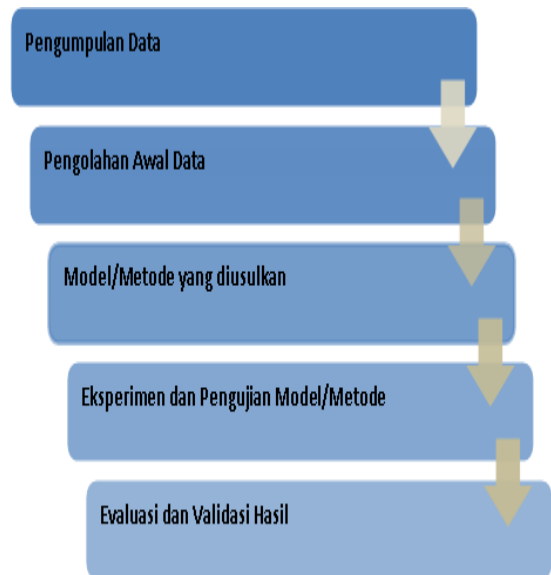 Pengumpulan Data
Pengolahan Awal Data
Model/Metode yang diusulkan
Eksperimen dan Pengujian Model/Metode
Evaluasi dan Validasi Hasil